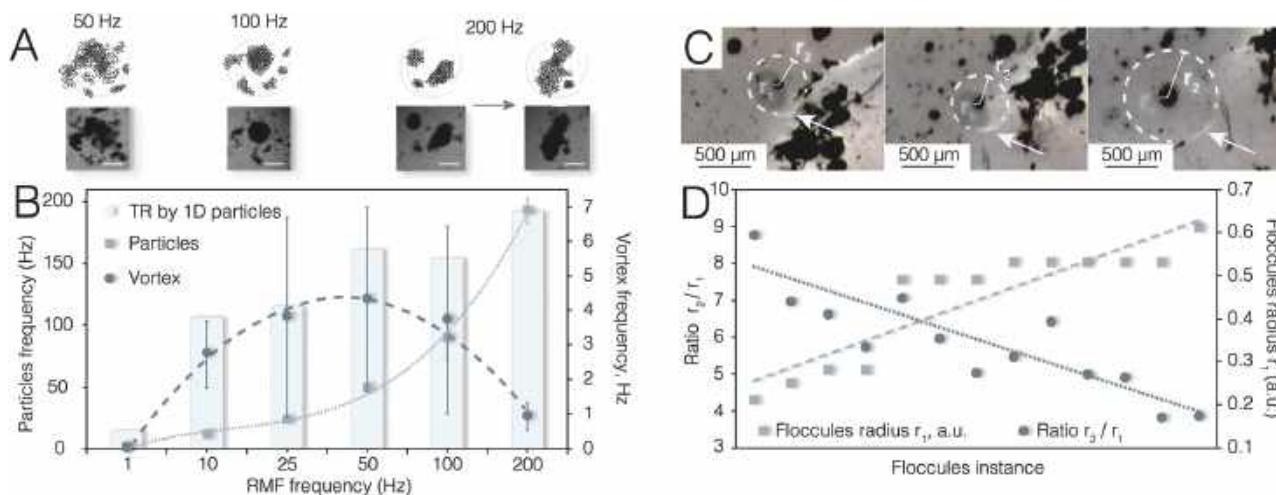 A
50 Hz
100 Hz
200 Hz
B
Particles frequency (Hz)
200
150
100
50
0
TR by 1D particles
Particles
Vortex
7
6
5
4
3
2
1
0
Vortex frequency, Hz
1
10
25
50
100
200
RMF frequency (Hz)
C
r
500 µm
r3
500 µm
r2
500 µm
D
Ratio r2 / r1
10
9
8
7
6
5
4
3
0.7
0.6
0.5
0.4
0.3
0.2
0.1
Floccules radius r1 (a.u.)
Floccules radius r1, a.u.
Ratio r3 / r1
Floccules instance